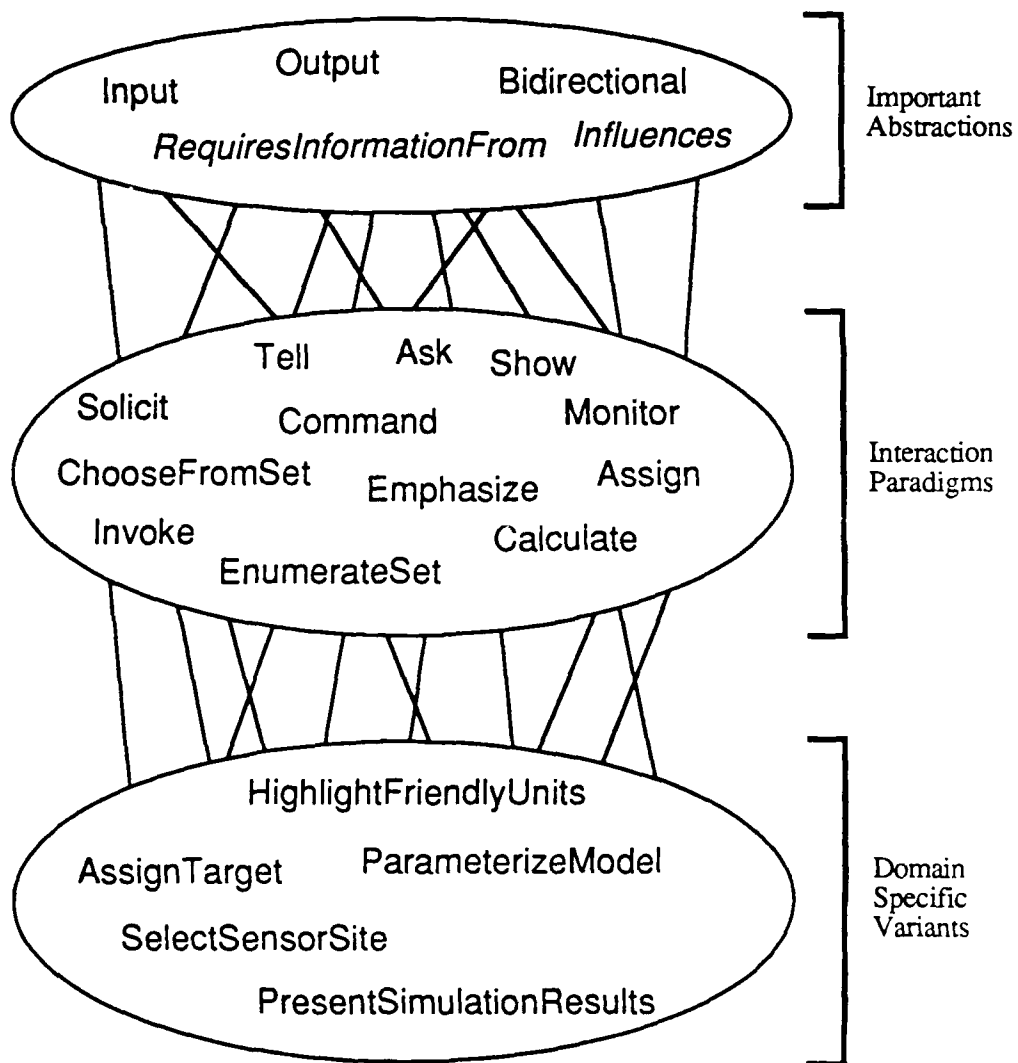 Input
Output
Bidirectional
RequiresInformationFrom
Influences
Important
Abstractions
Tell
Ask
Show
Solicit
Command
Monitor
ChooseFromSet
Emphasize
Assign
Invoke
Calculate
EnumerateSet
Interaction
Paradigms
HighlightFriendlyUnits
AssignTarget
ParameterizeModel
SelectSensorSite
PresentSimulationResults
Domain
Specific
Variants